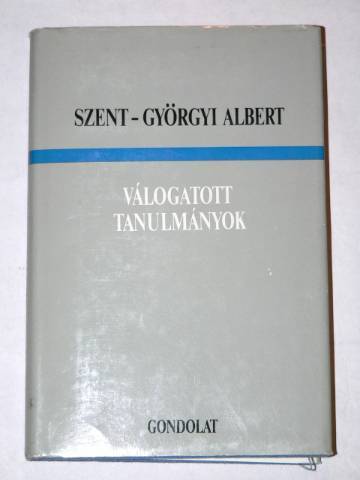 SZENT-GYÖRGYI ALBERT
VÁLOGATOTT
TANULMÁNYOK
GONDOLAT